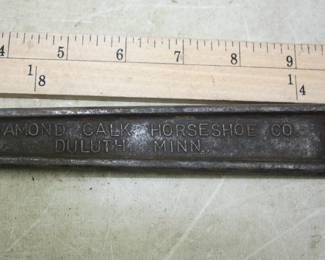 4 5 6 7 8 9
1 1
8 4
AMOND CALK HORSESHOE CO
DULUTH, MINN.